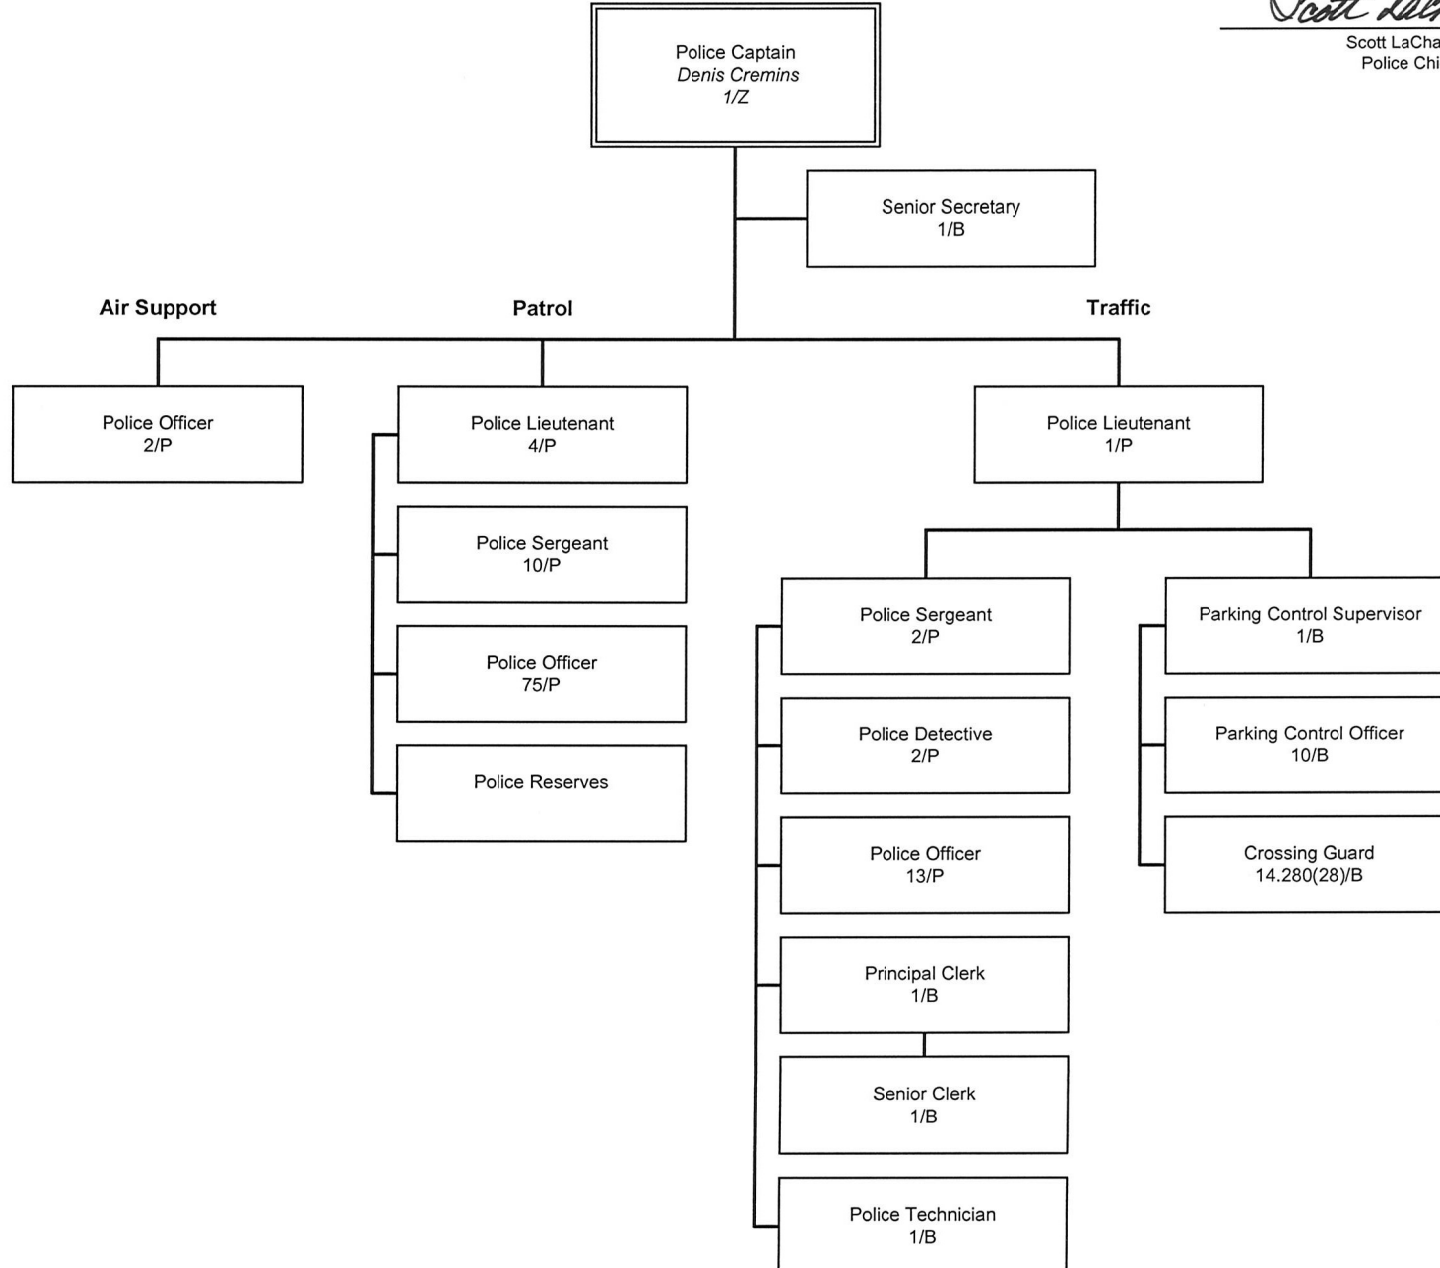 Police Captain
Denis Cremins
1/Z
Scott
Scott
Police
Senior Secretary
1/B
Air Support
Patrol
Traffic
Police Officer
2/P
Police Lieutenant
4/P
Police Sergeant
10/P
Police Officer
75/P
Police Reserves
Police Lieutenant
1/P
Police Sergeant
2/P
Police Detective
2/P
Police Officer
13/P
Principal Clerk
1/B
Senior Clerk
1/B
Police Technician
1/B
Parking Control Supervisor
1/B
Parking Control Officer
10/B
Crossing Guard
14.280(28)/B